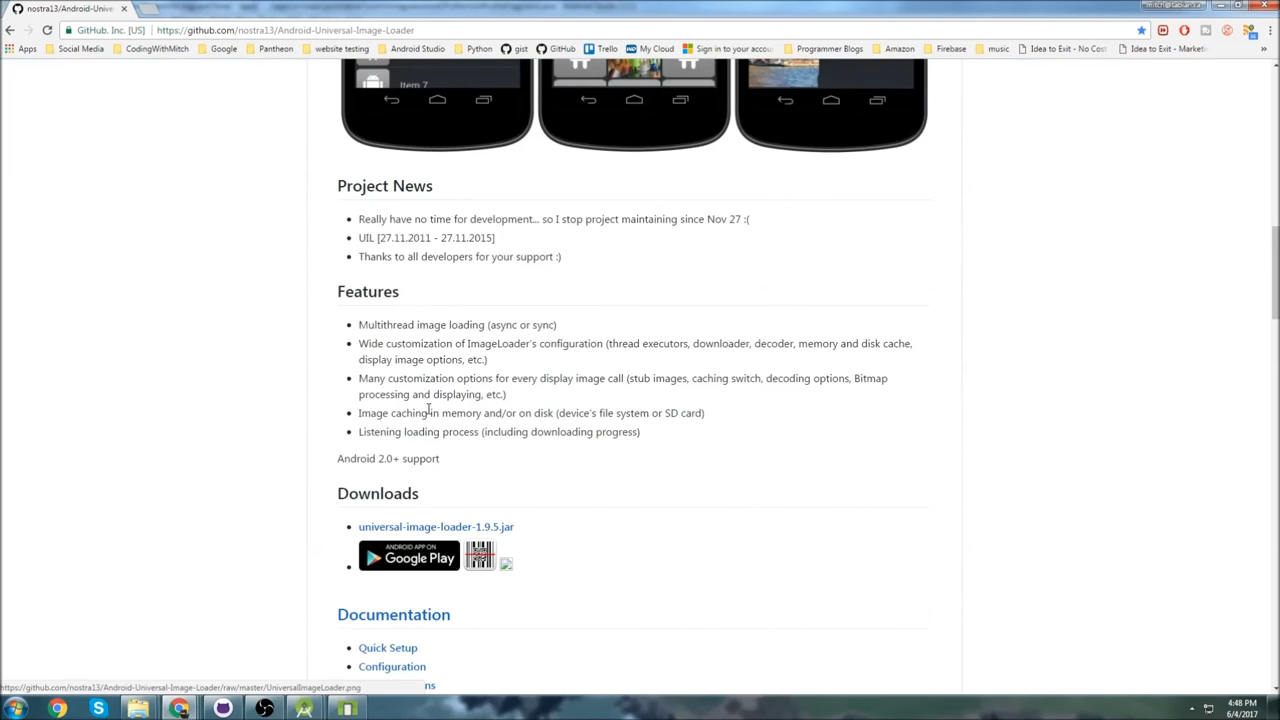 nostra13/Android-Univer
mitch@tabian.ca
GitHub, Inc. [US]
https://github.com/nostra13/Android-Universal-Image-Loader
Apps
Social Media
CodingWithMitch
Google
Pantheon
website testing
Android Studio
Python
gist
GitHub
Trello
My Cloud
Sign in to your accou
Programmer Blogs
Amazon
Firebase
music
Idea to Exit - No Cost
Idea to Exit - Market
Item 7
Project News
Really have no time for development... so I stop project maintaining since Nov 27 :(
UIL [27.11.2011 - 27.11.2015]
Thanks to all developers for your support :)
Features
Multithread image loading (async or sync)
Wide customization of ImageLoader's configuration (thread executors, downloader, decoder, memory and disk cache,
display image options, etc.)
Many customization options for every display image call (stub images, caching switch, decoding options, Bitmap
processing and displaying, etc.)
Image caching in memory and/or on disk (device's file system or SD card)
Listening loading process (including downloading progress)
Android 2.0+ support
Downloads
universal-image-loader-1.9.5.jar
ANDROID APP ON
Google Play
Documentation
Quick Setup
Configuration
ns
https://github.com/nostra13/Android-Universal-Image-Loader/raw/master/UniversalImageLoader.png
4:48 PM
6/4/2017